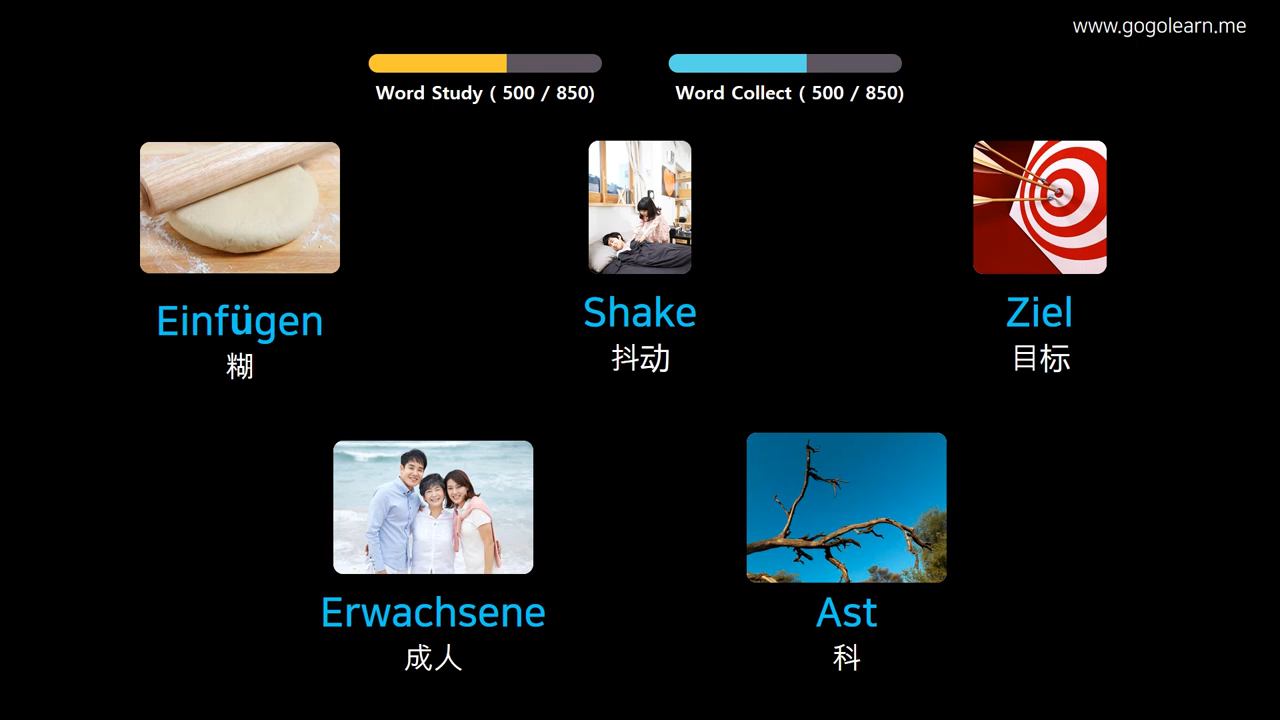 www.gogolearn.me
Word Study ( 500 / 850)
Word Collect ( 500 / 850)
Einfügen
糊
Shake
抖动
Ziel
目标
Erwachsene
成人
Ast
科